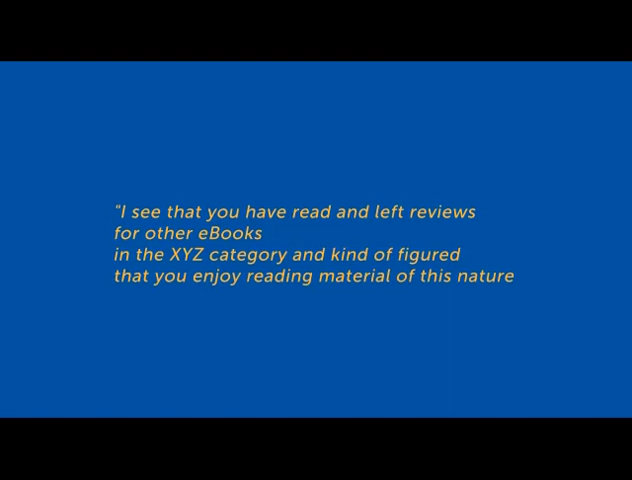 "I see that you have read and left reviews
for other eBooks
in the XYZ category and kind of figured
that you enjoy reading material of this nature